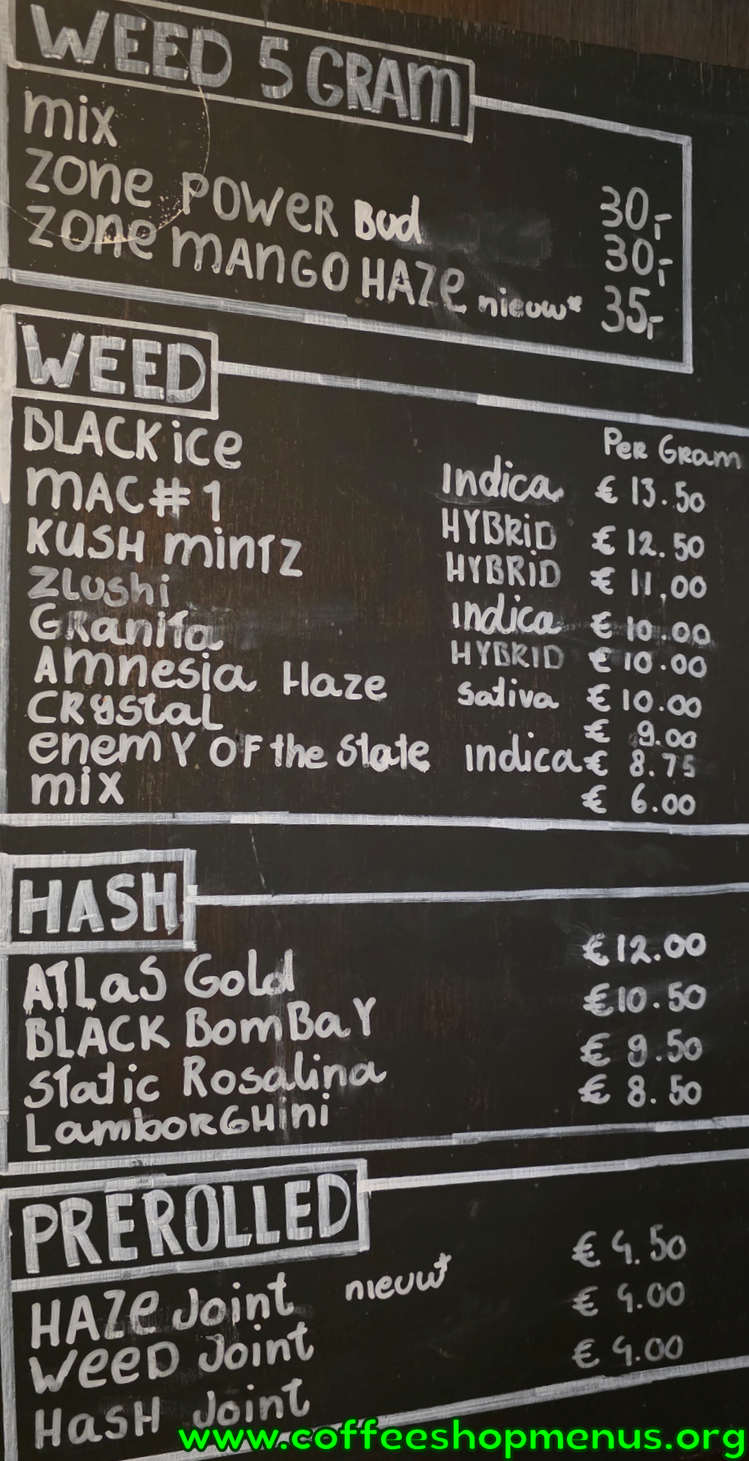 WEED 5 GRAM
mix 30,-
Zone POWER Bud 30,-
Zone MANGO HAZE nieuw* 35,-
WEED
PER GRAM
BLACK ice Indica € 13.50
MAC#1 HYBRID € 12.50
KUSH mintz HYBRID € 11,00
Zlushi Indica € 10.00
GRanita HYBRID € 10.00
Amnesia Haze sativa € 10.00
CRystaL € 9.00
enemY OF the State Indica € 8.75
mix € 6.00
HASH
ATLaS Gold €12.00
BLACK BomBaY €10.50
Static Rosalina € 9.50
LamborGHini € 8.50
PREROLLED
HAZe Joint nieuw* € 4.50
WeeD Joint € 4.00
HaSH Joint € 4.00
www.coffeeshopmenus.org